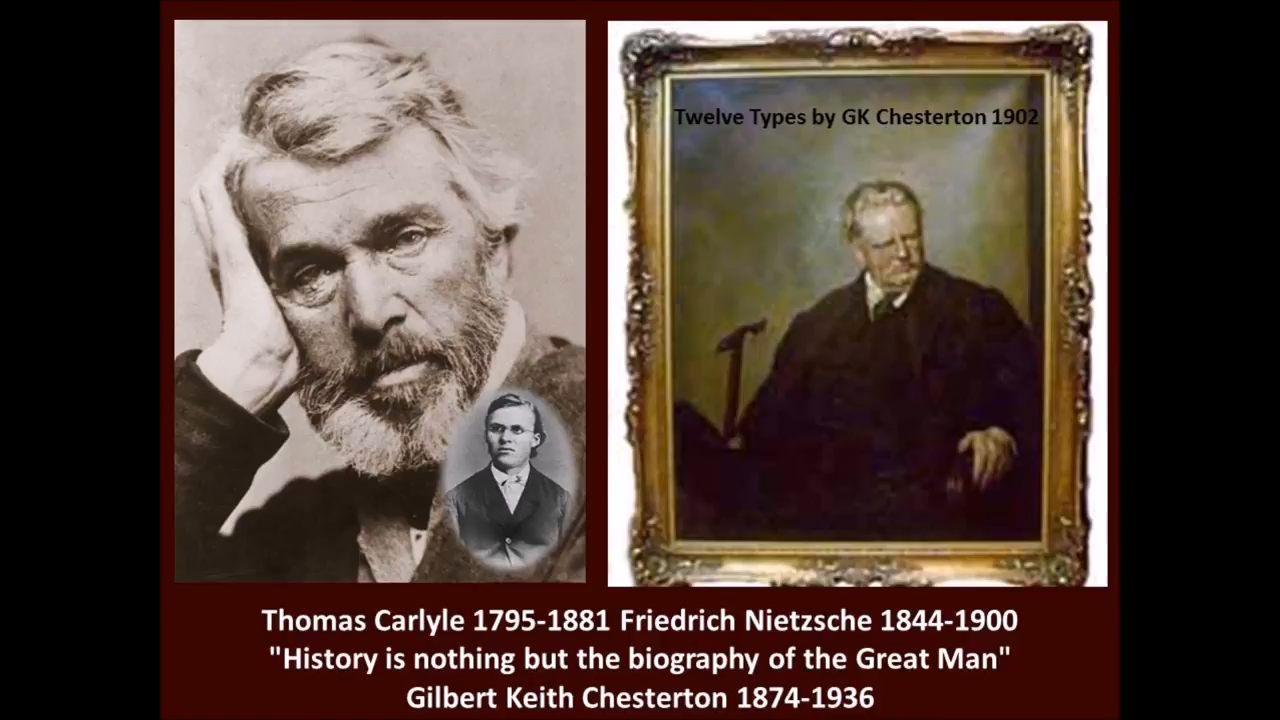 Twelve Types by GK Chesterton 1902
Thomas Carlyle 1795-1881 Friedrich Nietzsche 1844-1900
"History is nothing but the biography of the Great Man"
Gilbert Keith Chesterton 1874-1936